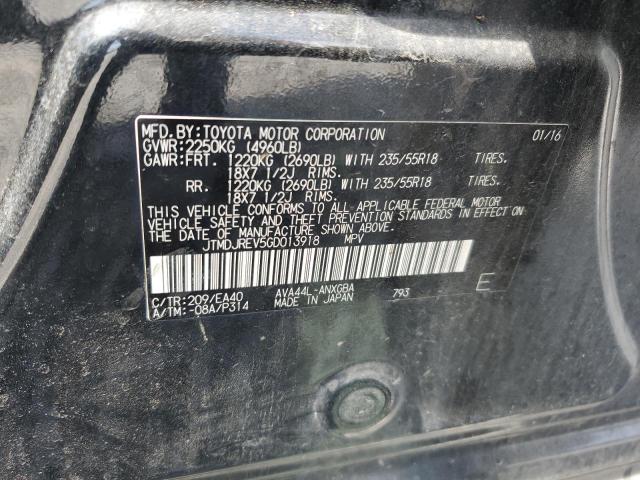 MFD.BY:TOYOTA MOTOR CORPORATION 01/16
GVWR:2250KG (4960LB)
GAWR:FRT. 1220KG (2690LB) WITH 235/55R18 TIRES.
18X7 1/2J RIMS.
RR. 1220KG (2690LB) WITH 235/55R18 TIRES.
18X7 1/2J RIMS.
THIS VEHICLE CONFORMS TO ALL APPLICABLE FEDERAL MOTOR
VEHICLE SAFETY AND THEFT PREVENTION STANDARDS IN EFFECT ON
THE DATE OF MANUFACTURE SHOWN ABOVE.
JTMDJREV5GD013918 MPV
C/TR:209/EA40 AVA44L-ANXGBA 793 E
A/TM:-08A/P314 MADE IN JAPAN